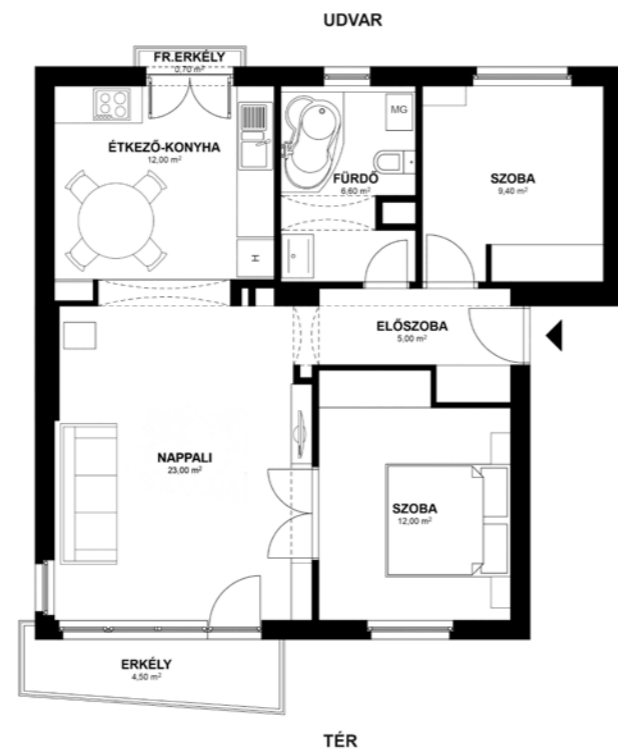 UDVAR
FR.ERKÉLY
0,70 m²
ÉTKEZŐ-KONYHA
12,00 m²
MG
FÜRDŐ
6,60 m²
SZOBA
9,40 m²
H
ELŐSZOBA
5,00 m²
NAPPALI
23,00 m²
SZOBA
12,00 m²
ERKÉLY
4,50 m²
TÉR